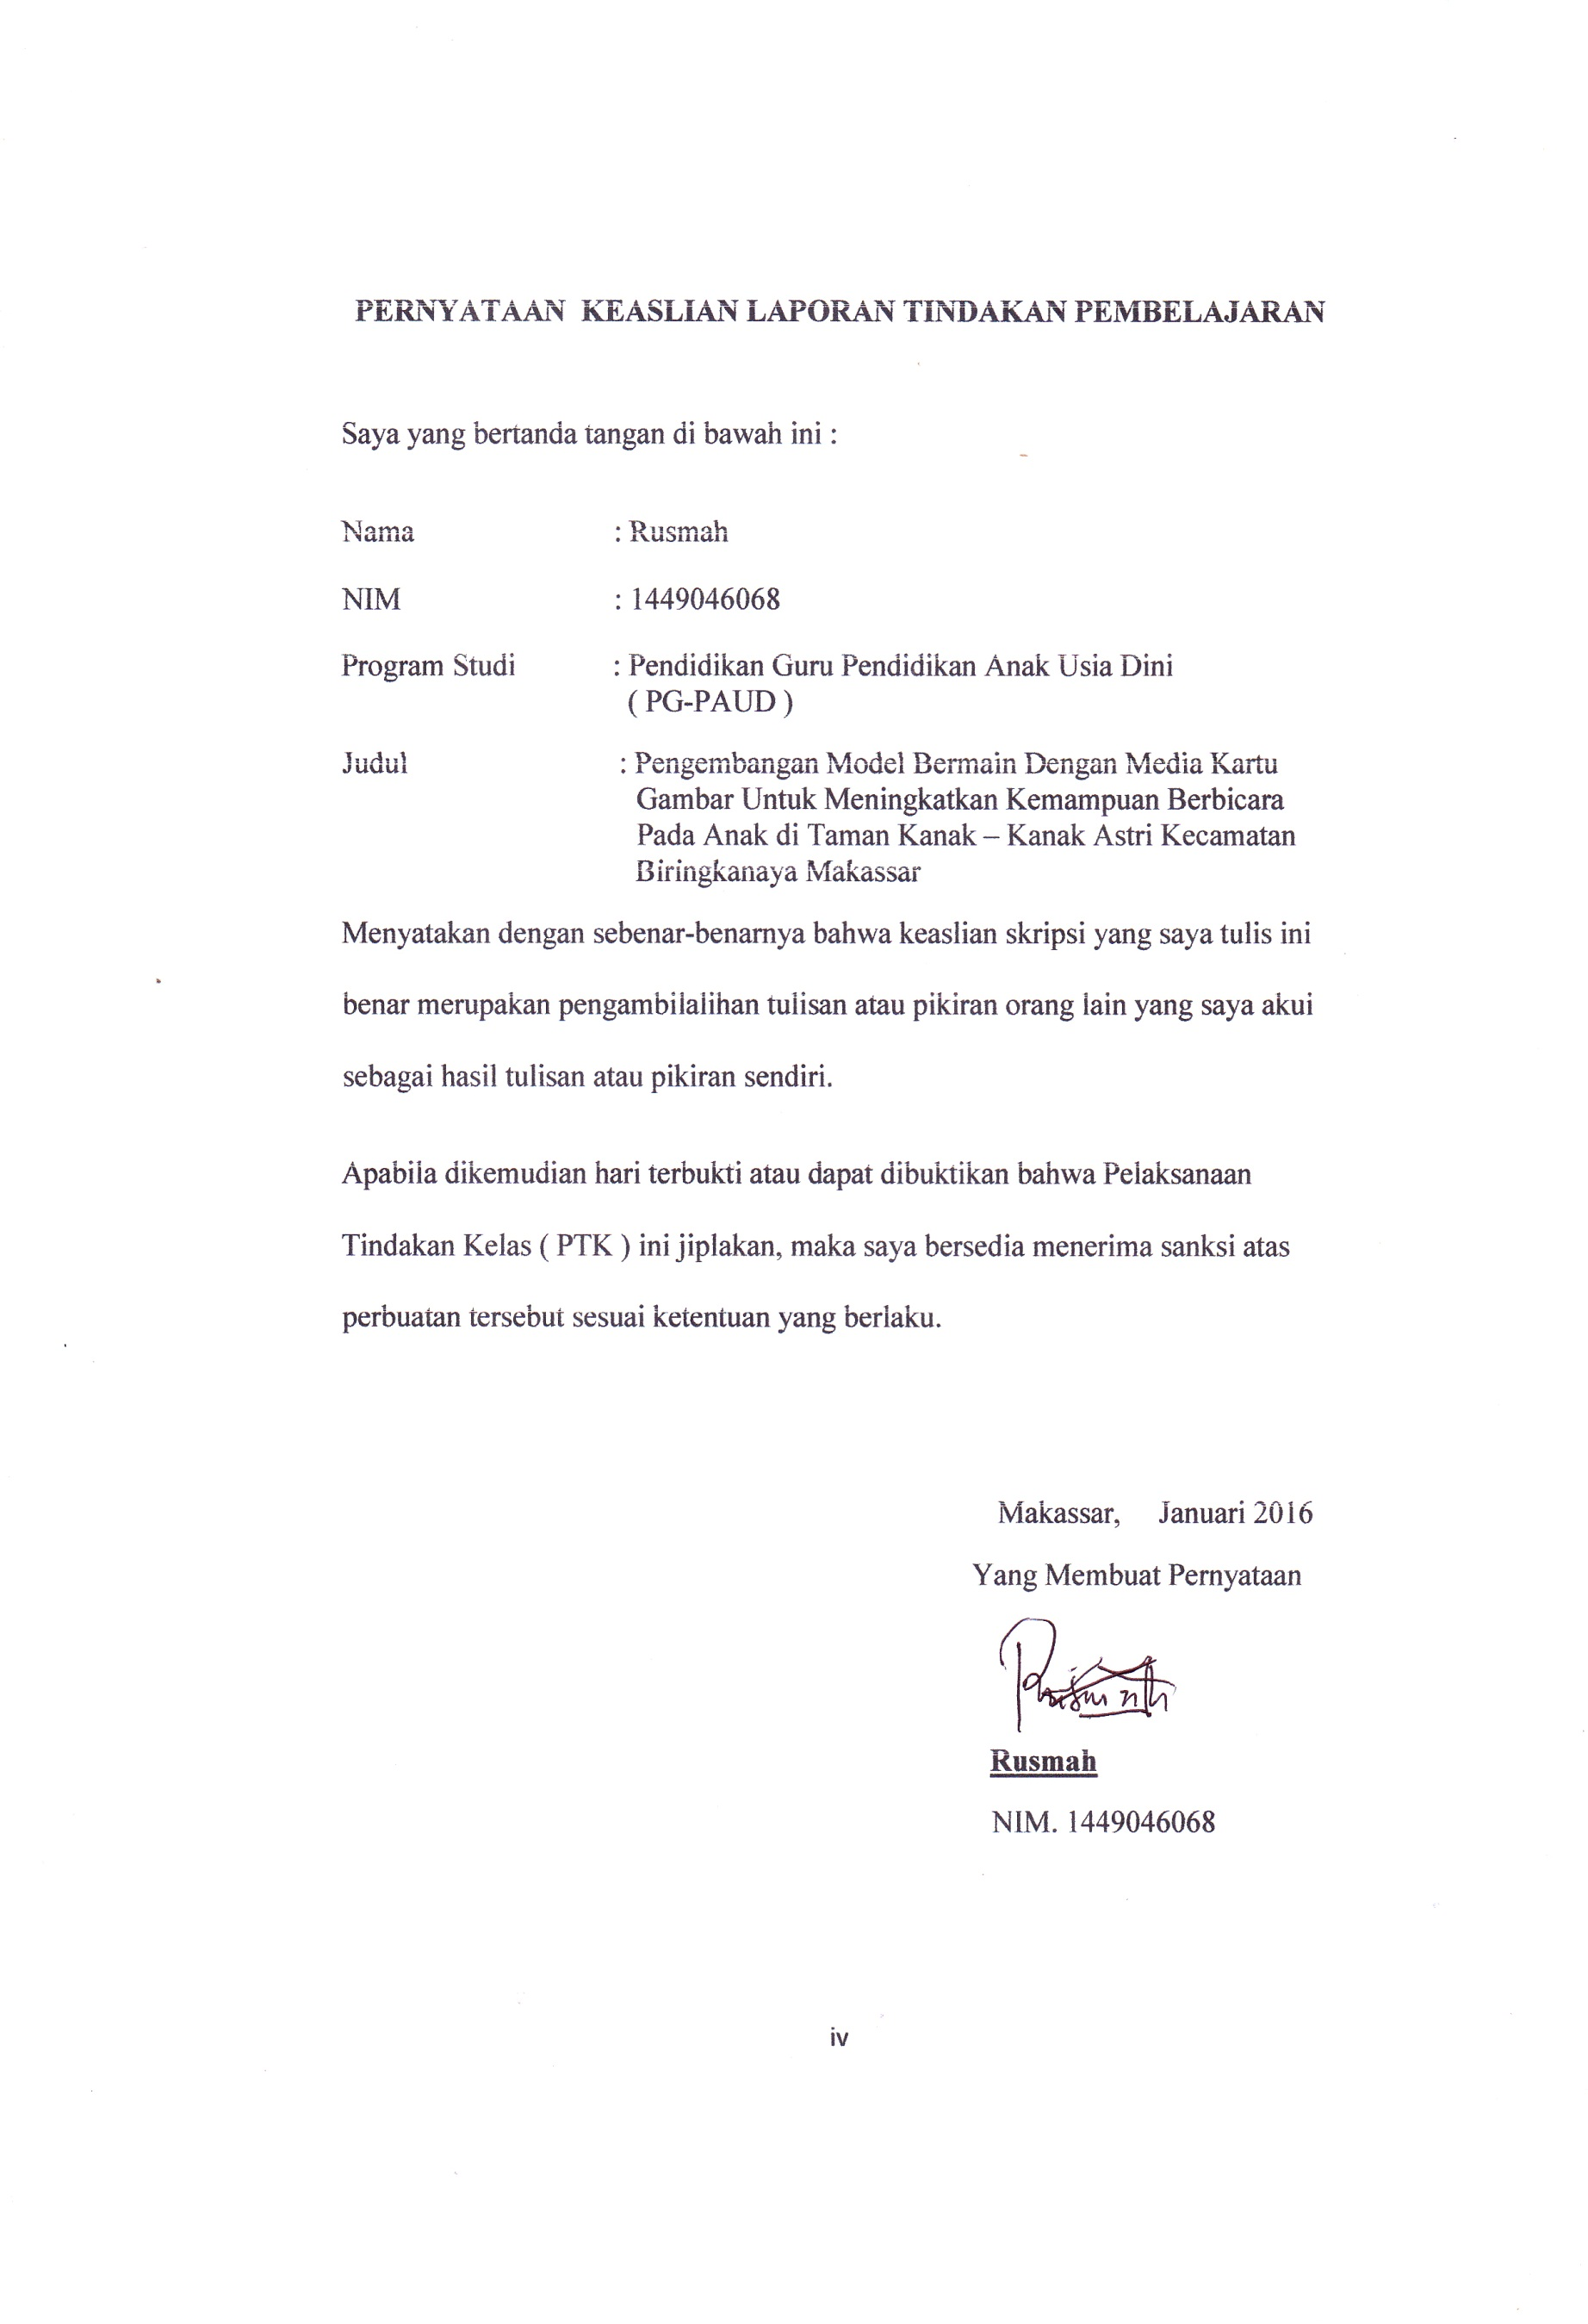 PERNYATAAN KEASLIAN LAPORAN TINDAKAN PEMBELAJARAN
Saya yang bertanda tangan di bawah ini :
Nama : Rusmah
NIM : 1449046068
Program Studi : Pendidikan Guru Pendidikan Anak Usia Dini
( PG-PAUD )
Judul : Pengembangan Model Bermain Dengan Media Kartu
Gambar Untuk Meningkatkan Kemampuan Berbicara
Pada Anak di Taman Kanak – Kanak Astri Kecamatan
Biringkanaya Makassar
Menyatakan dengan sebenar-benarnya bahwa keaslian skripsi yang saya tulis ini
benar merupakan pengambilalihan tulisan atau pikiran orang lain yang saya akui
sebagai hasil tulisan atau pikiran sendiri.
Apabila dikemudian hari terbukti atau dapat dibuktikan bahwa Pelaksanaan
Tindakan Kelas ( PTK ) ini jiplakan, maka saya bersedia menerima sanksi atas
perbuatan tersebut sesuai ketentuan yang berlaku.
Makassar, Januari 2016
Yang Membuat Pernyataan
Rusmah
NIM. 1449046068
iv